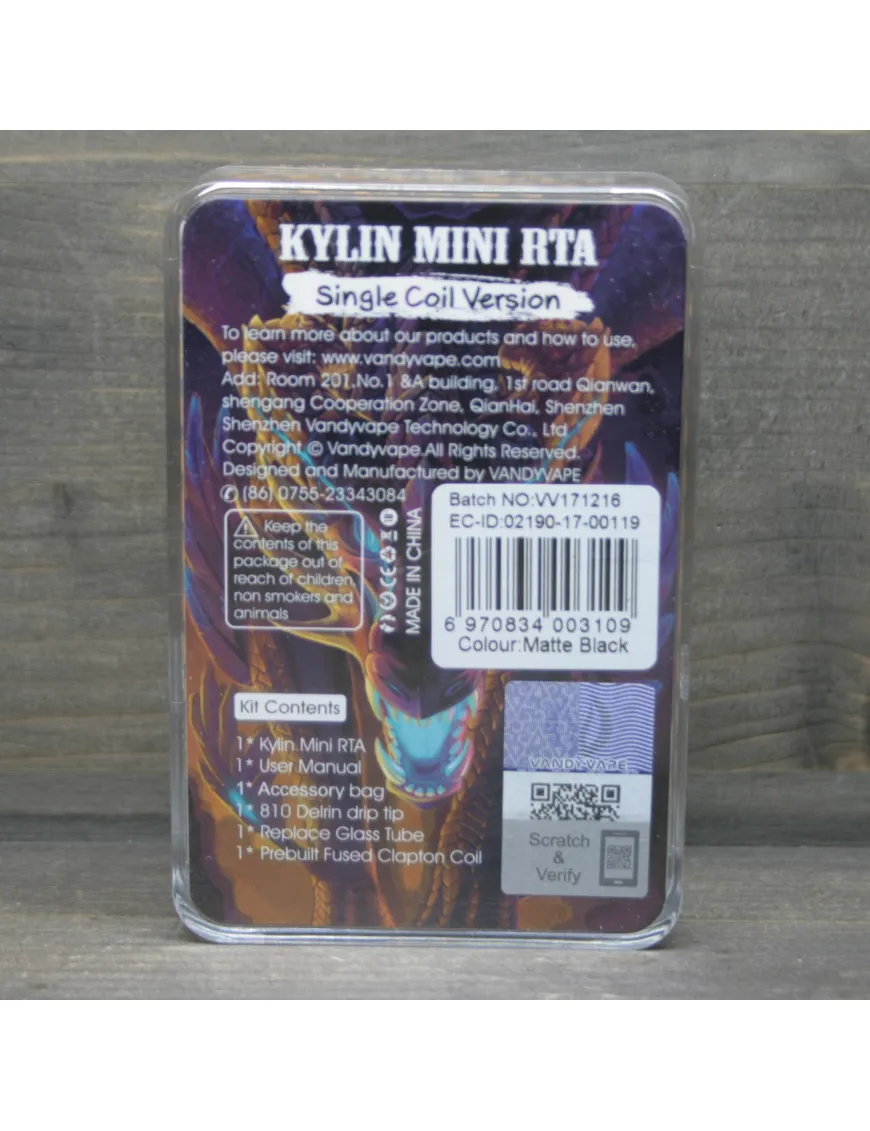 KYLIN MINI RTA
Single Coil Version
To learn more about our products and how to use,
please visit: www.vandyvape.com
Add: Room 201,No.1 &A building, 1st road Qianwan,
shengang Cooperation Zone, QianHai, Shenzhen
Shenzhen Vandyvape Technology Co., Ltd
Copyright © Vandyvape.All Rights Reserved.
Designed and Manufactured by VANDYVAPE
(86) 0755-23343084
Keep the
contents of this
package out of
reach of children,
non smokers and
animals
CE
MADE IN CHINA
Batch NO:VV171216
EC-ID:02190-17-00119
6 970834 003109
Colour:Matte Black
Kit Contents
1* Kylin Mini RTA
1* User Manual
1* Accessory bag
1* 810 Delrin drip tip
1* Replace Glass Tube
1* Prebuilt Fused Clapton Coil
VANDY-VAPE
Scratch
&
Verify